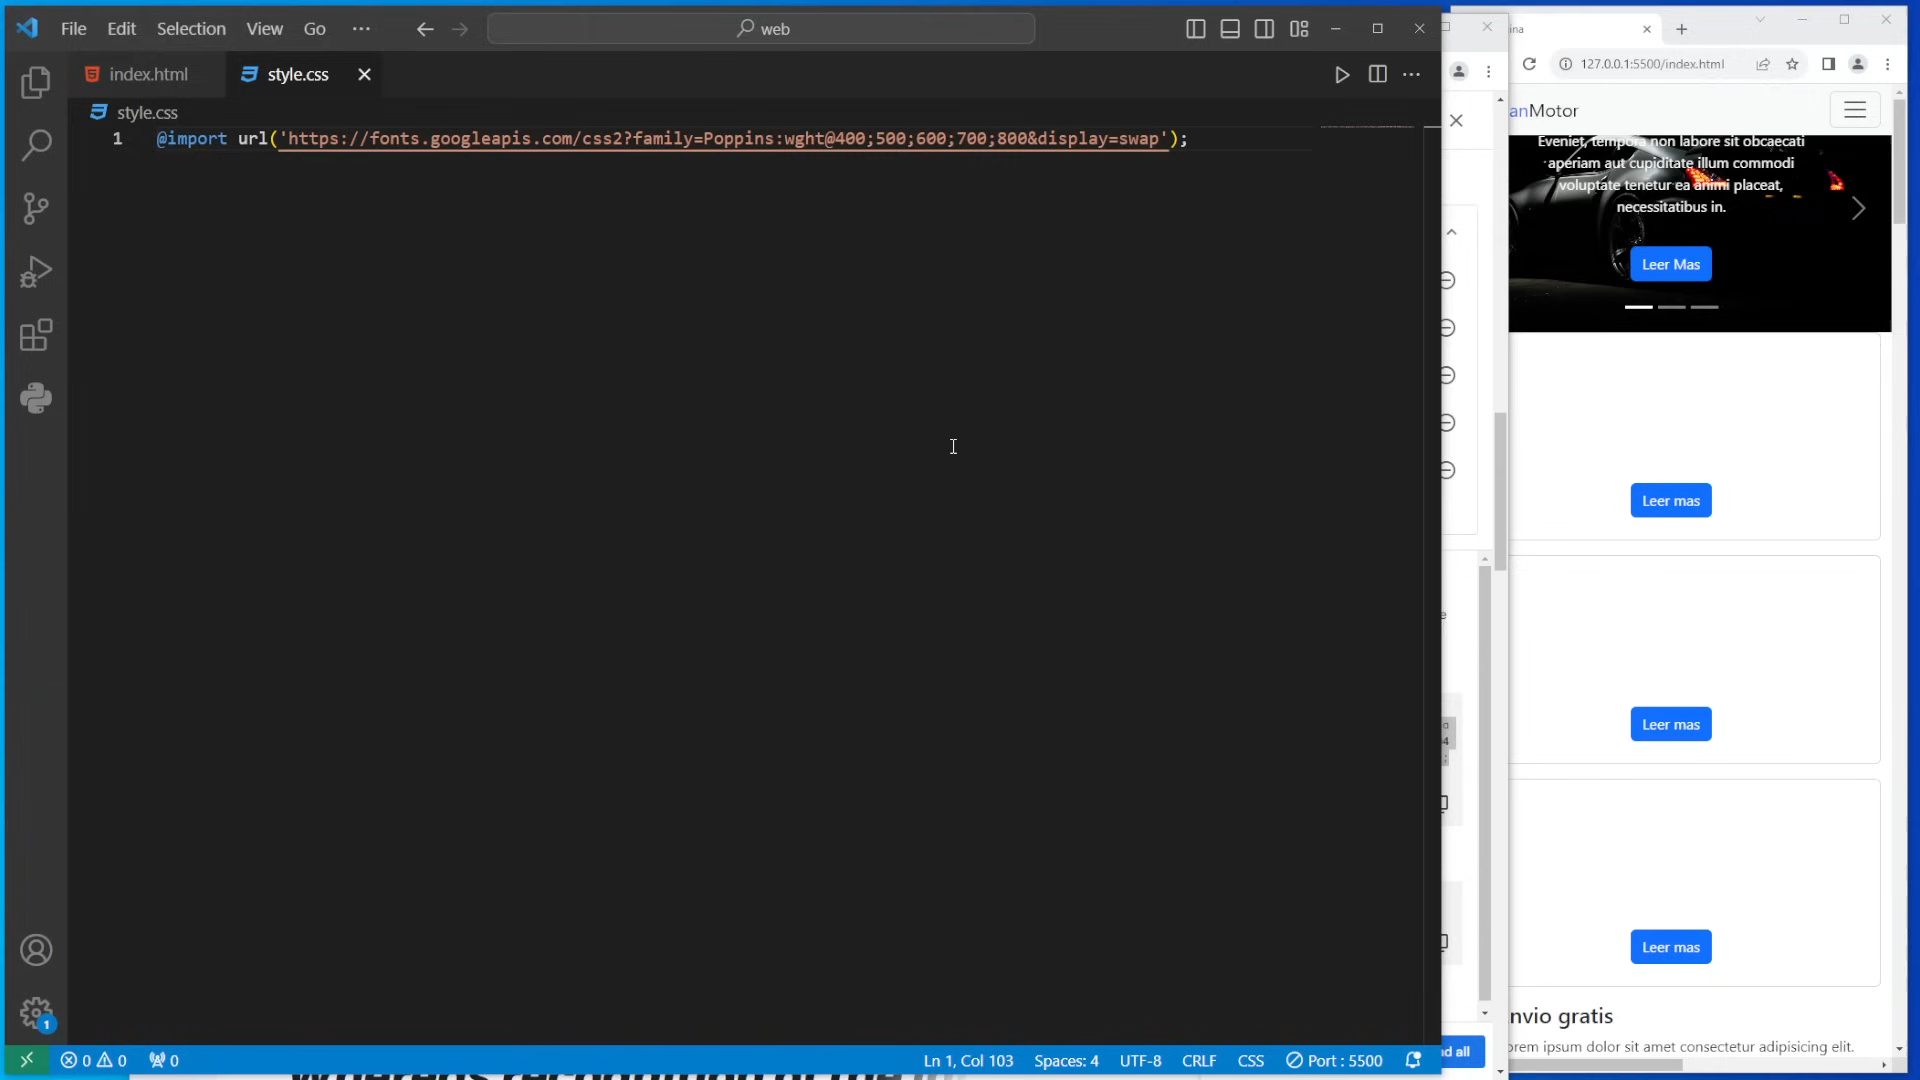 File Edit Selection View Go ··· web
index.html style.css
style.css
1 @import url('https://fonts.googleapis.com/css2?family=Poppins:wght@400;500;600;700;800&display=swap');
1
0 0 0 Ln 1, Col 103 Spaces: 4 UTF-8 CRLF CSS Port : 5500
d all
ina
127.0.0.1:5500/index.html
anMotor
Eveniet, tempora non labore sit obcaecati
aperiam aut cupiditate illum commodi
voluptate tenetur ea animi placeat,
necessitatibus in.
Leer Mas
Leer mas
Leer mas
Leer mas
nvio gratis
orem ipsum dolor sit amet consectetur adipisicing elit.